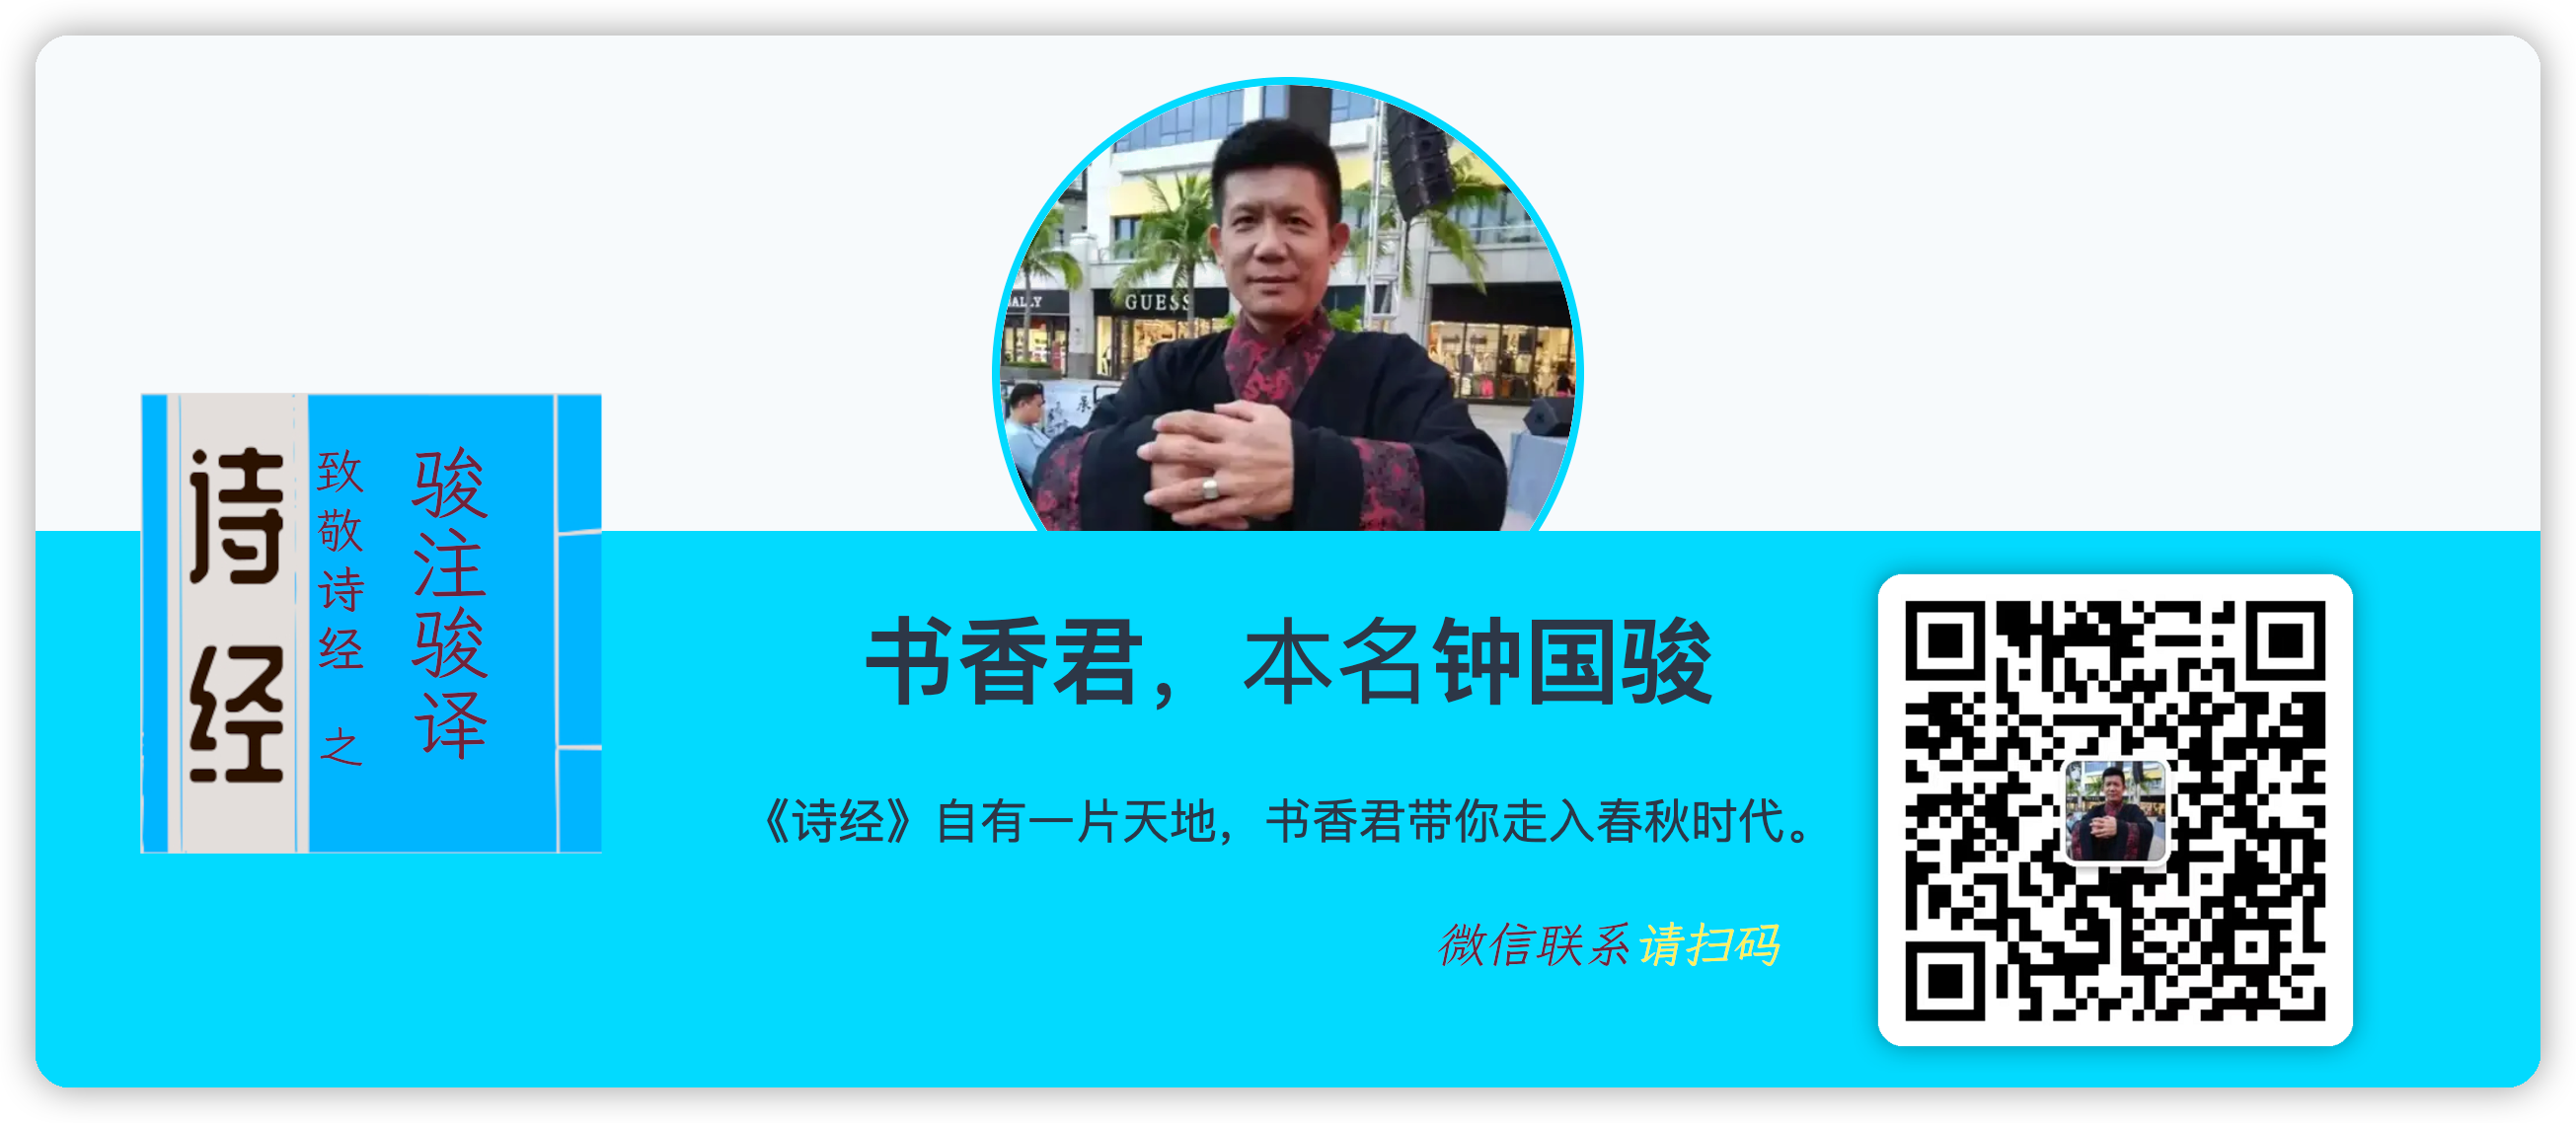 GUESS
展
诗经
致敬诗经 之
骏注骏译
书香君，本名钟国骏
《诗经》自有一片天地，书香君带你走入春秋时代。
微信联系请扫码